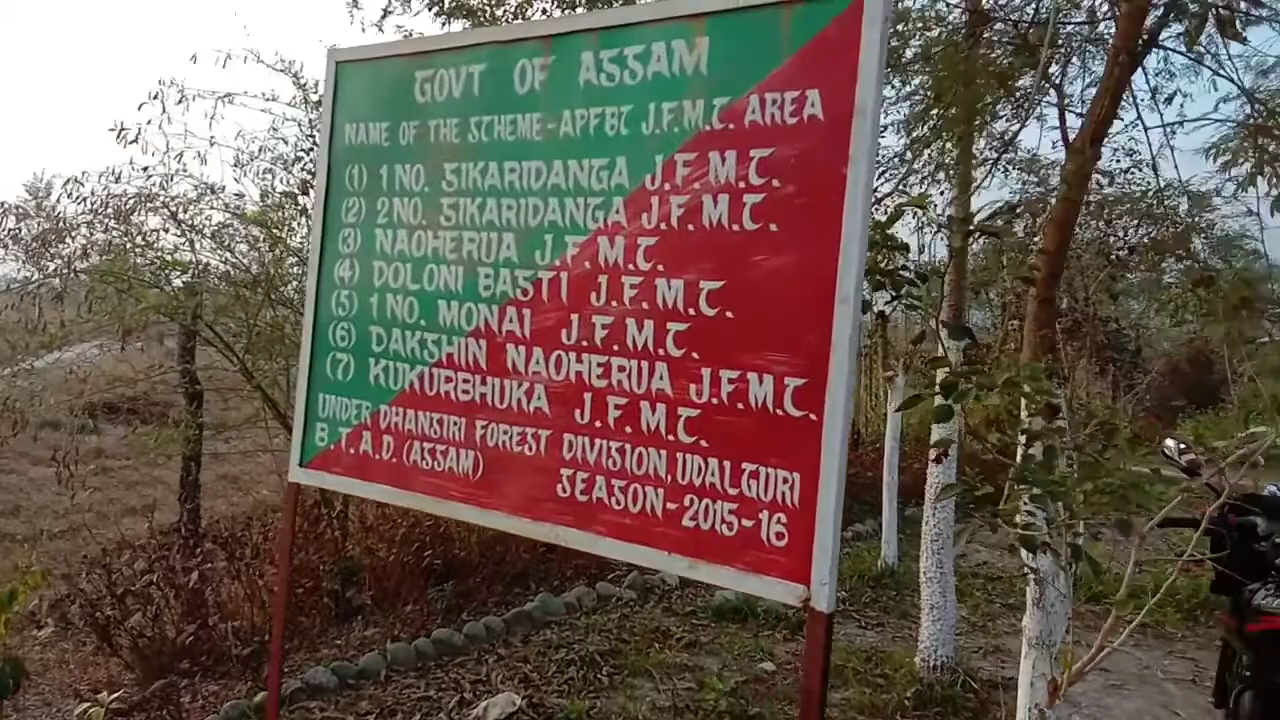 GOVT OF ASSAM
NAME OF THE SCHEME-APFBC J.F.M.C. AREA
(1) 1 NO. SIKARIDANGA J.F.M.C.
(2) 2 NO. SIKARIDANGA J.F.M.C.
(3) NAOHERUA J.F.M.C.
(4) DOLONI BASTI J.F.M.C.
(5) 1 NO. MONAI J.F.M.C.
(6) DAKSHIN NAOHERUA J.F.M.C.
(7) KUKURBHUKA J.F.M.C.
UNDER DHANSIRI FOREST DIVISION, UDALGURI
B.T.A.D. (ASSAM)
SEASON-2015-16